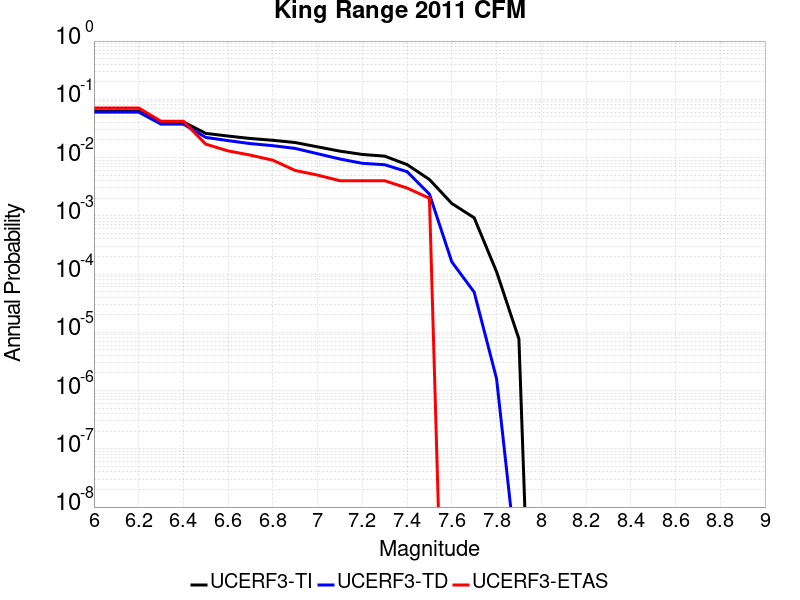 King Range 2011 CFM
10^0
10^-1
10^-2
10^-3
10^-4
10^-5
10^-6
10^-7
10^-8
Annual Probability
6 6.2 6.4 6.6 6.8 7 7.2 7.4 7.6 7.8 8 8.2 8.4 8.6 8.8 9
Magnitude
UCERF3-TI UCERF3-TD UCERF3-ETAS